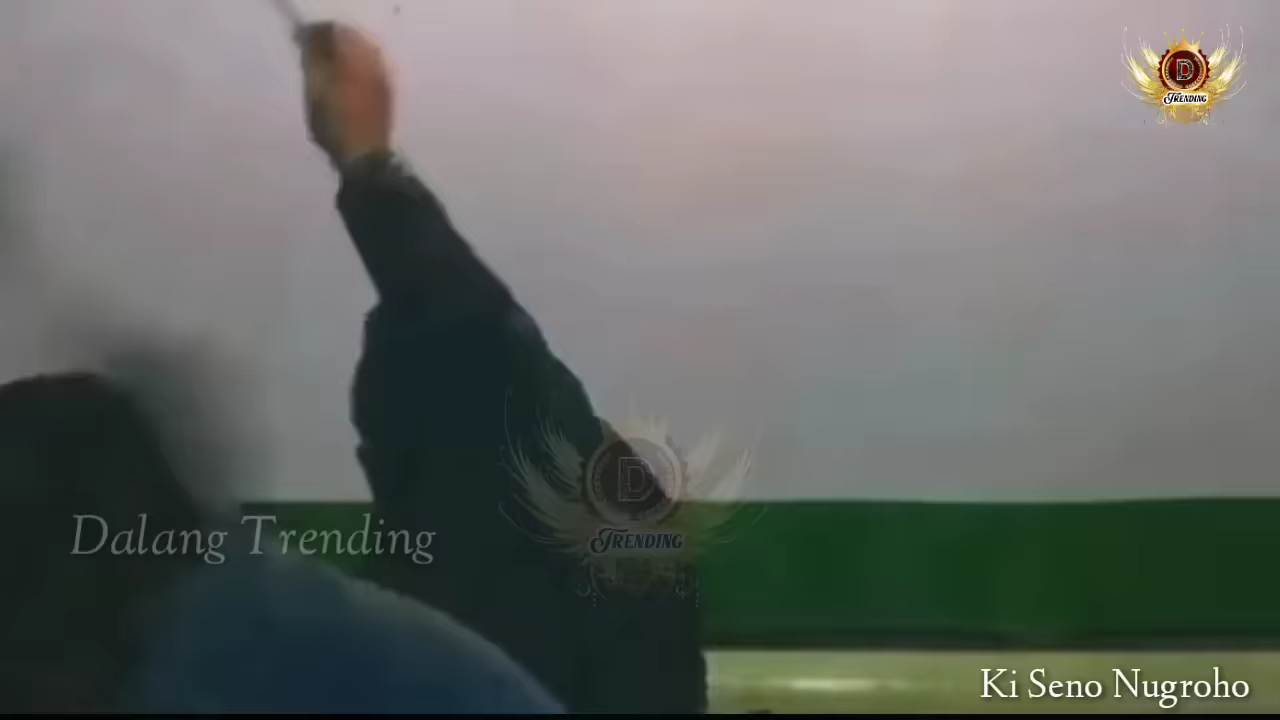 D
TRENDING
Dalang Trending
D
TRENDING
Ki Seno Nugroho